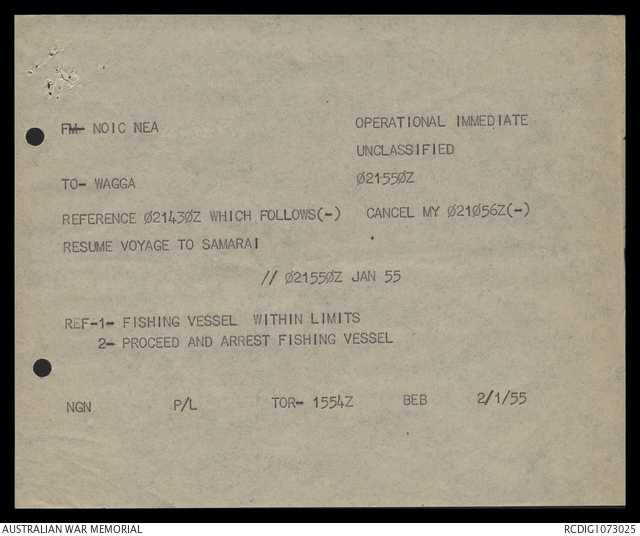 FM- NOIC NEA OPERATIONAL IMMEDIATE
UNCLASSIFIED
TO- WAGGA Ø2155ØZ
REFERENCE Ø2143ØZ WHICH FOLLOWS(-) CANCEL MY Ø21Ø56Z(-)
RESUME VOYAGE TO SAMARAI
// Ø2155ØZ JAN 55
REF-1- FISHING VESSEL WITHIN LIMITS
2- PROCEED AND ARREST FISHING VESSEL
NGN P/L TOR- 1554Z BEB 2/1/55
AUSTRALIAN WAR MEMORIAL RCDIG1073025